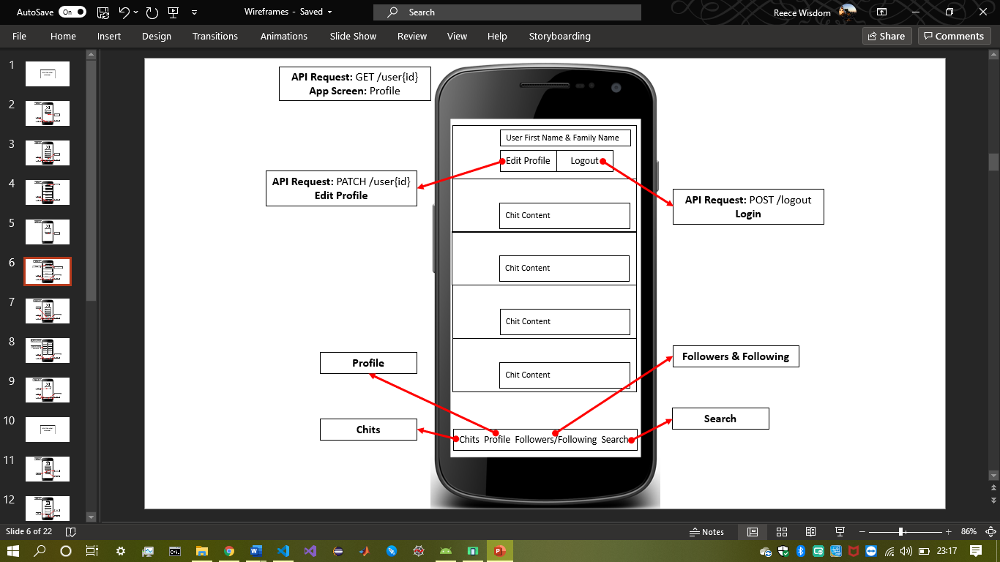 AutoSave On Wireframes - Saved Search Reece Wisdom
File Home Insert Design Transitions Animations Slide Show Review View Help Storyboarding Share Comments
1
2
3
4
5
6
7
8
9
10
11
12
API Request: GET /user{id}
App Screen: Profile
User First Name & Family Name
Edit Profile Logout
API Request: PATCH /user{id}
Edit Profile
API Request: POST /logout
Login
Chit Content
Chit Content
Chit Content
Chit Content
Profile
Followers & Following
Chits
Search
Chits Profile Followers/Following Search
Slide 6 of 22 Notes 86%
23:17